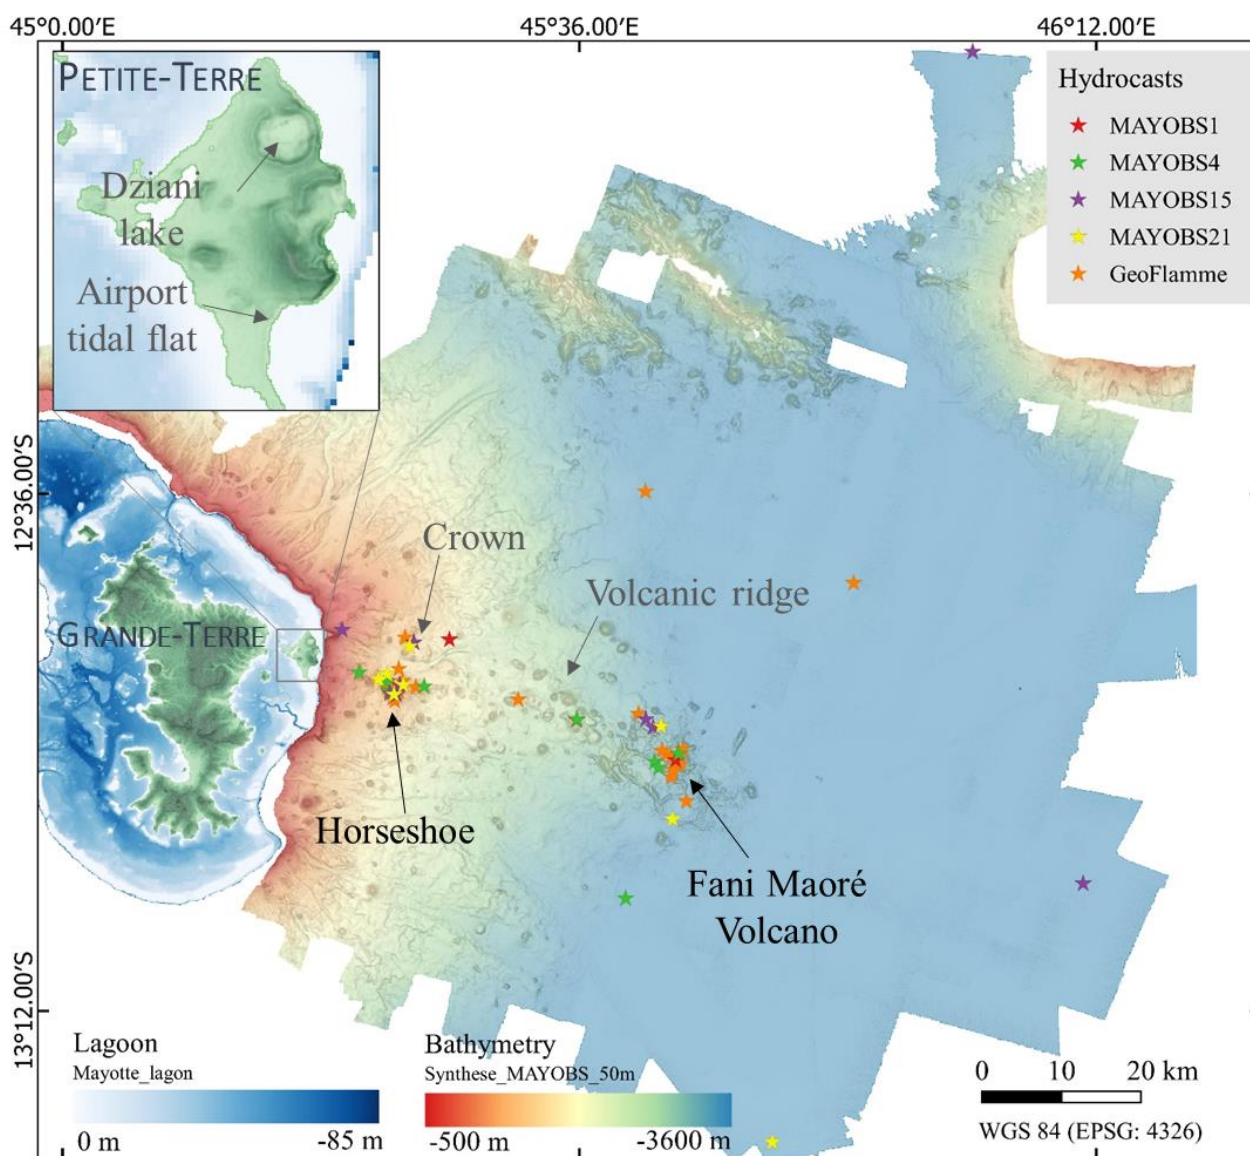 45°0.00′E
45°36.00′E
46°12.00′E
PETITE-TERRE
Dziani
lake
Airport
tidal flat
Hydrocasts
MAYOBS1
MAYOBS4
MAYOBS15
MAYOBS21
GeoFlamme
12°36.00′S
Crown
Volcanic ridge
GRANDE-TERRE
Horseshoe
Fani Maoré
Volcano
13°12.00′S
Lagoon
Mayotte_lagon
0 m
-85 m
Bathymetry
Synthese_MAYOBS_50m
-500 m
-3600 m
0 10 20 km
WGS 84 (EPSG: 4326)